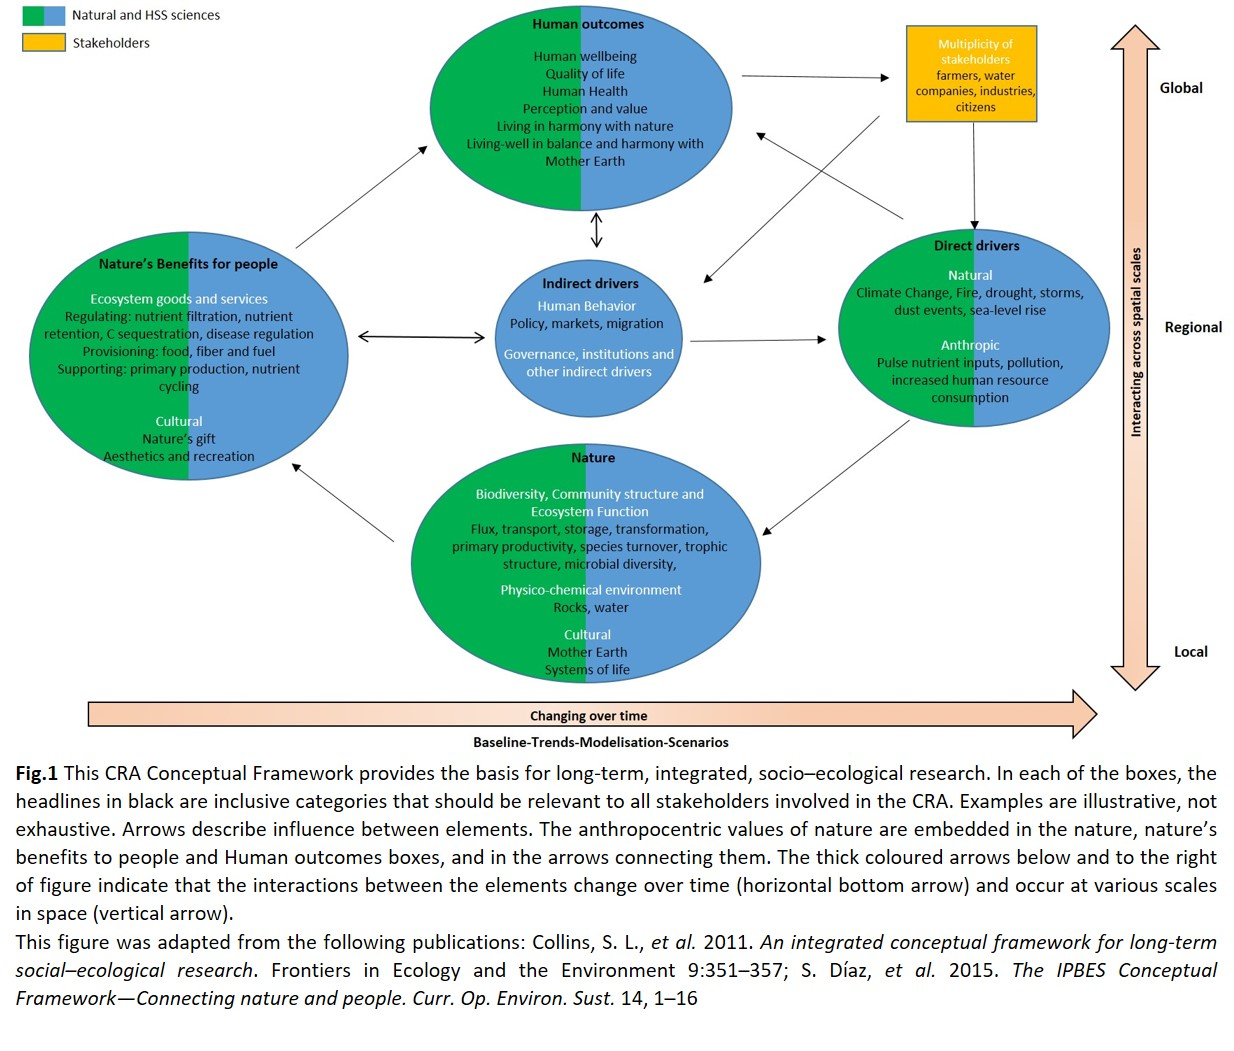 Natural and HSS sciences
Stakeholders
Human outcomes
Human wellbeing
Quality of life
Human Health
Perception and value
Living in harmony with nature
Living-well in balance and harmony with
Mother Earth
Multiplicity of
stakeholders
farmers, water
companies, industries,
citizens
Global
Nature's Benefits for people
Ecosystem goods and services
Regulating: nutrient filtration, nutrient
retention, C sequestration, disease regulation
Provisioning: food, fiber and fuel
Supporting: primary production, nutrient
cycling
Cultural
Nature's gift
Aesthetics and recreation
Indirect drivers
Human Behavior
Policy, markets, migration
Governance, institutions and
other indirect drivers
Direct drivers
Natural
Climate Change, Fire, drought, storms,
dust events, sea-level rise
Anthropic
Pulse nutrient inputs, pollution,
increased human resource
consumption
Interacting across spatial scales
Regional
Nature
Biodiversity, Community structure and
Ecosystem Function
Flux, transport, storage, transformation,
primary productivity, species turnover, trophic
structure, microbial diversity,
Physico-chemical environment
Rocks, water
Cultural
Mother Earth
Systems of life
Local
Changing over time
Baseline-Trends-Modelisation-Scenarios
Fig.1 This CRA Conceptual Framework provides the basis for long-term, integrated, socio–ecological research. In each of the boxes, the
headlines in black are inclusive categories that should be relevant to all stakeholders involved in the CRA. Examples are illustrative, not
exhaustive. Arrows describe influence between elements. The anthropocentric values of nature are embedded in the nature, nature's
benefits to people and Human outcomes boxes, and in the arrows connecting them. The thick coloured arrows below and to the right
of figure indicate that the interactions between the elements change over time (horizontal bottom arrow) and occur at various scales
in space (vertical arrow).
This figure was adapted from the following publications: Collins, S. L., et al. 2011. An integrated conceptual framework for long-term
social–ecological research. Frontiers in Ecology and the Environment 9:351–357; S. Díaz, et al. 2015. The IPBES Conceptual
Framework—Connecting nature and people. Curr. Op. Environ. Sust. 14, 1–16